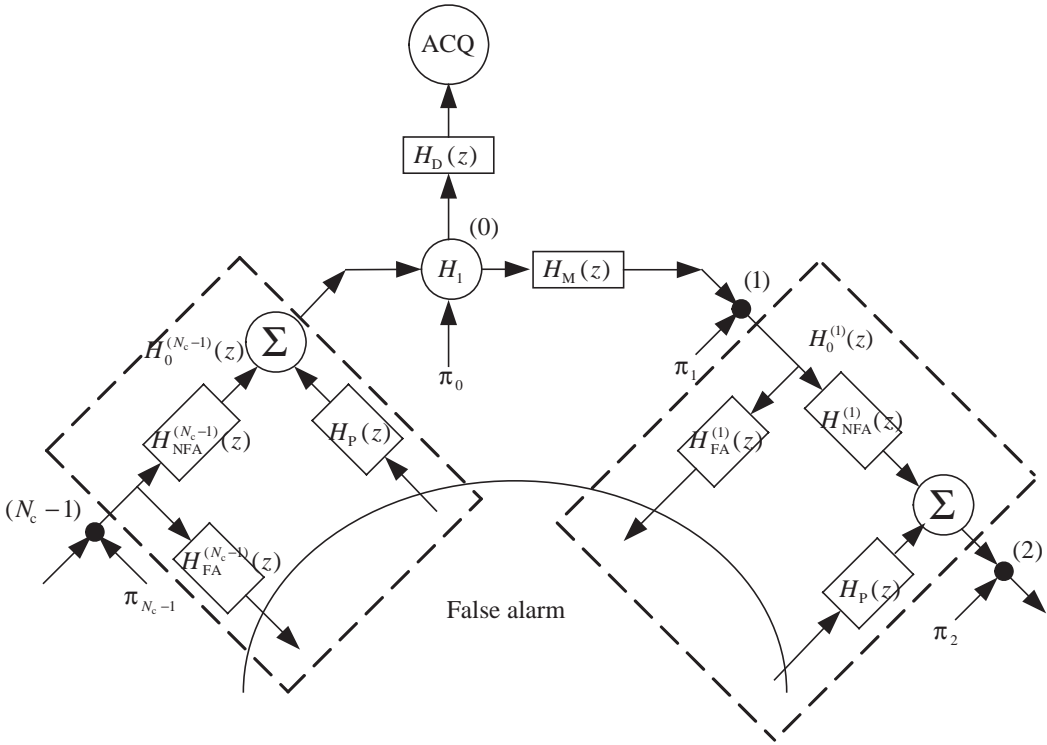 ACQ
H_D(z)
(0)
H_1
H_M(z)
(1)
π_0
π_1
H_0^(N_c−1)(z)
Σ
H_0^(1)(z)
H_NFA^(N_c−1)(z)
H_P(z)
H_FA^(1)(z)
H_NFA^(1)(z)
(N_c−1)
Σ
H_FA^(N_c−1)(z)
(2)
π_{N_c−1}
False alarm
H_P(z)
π_2